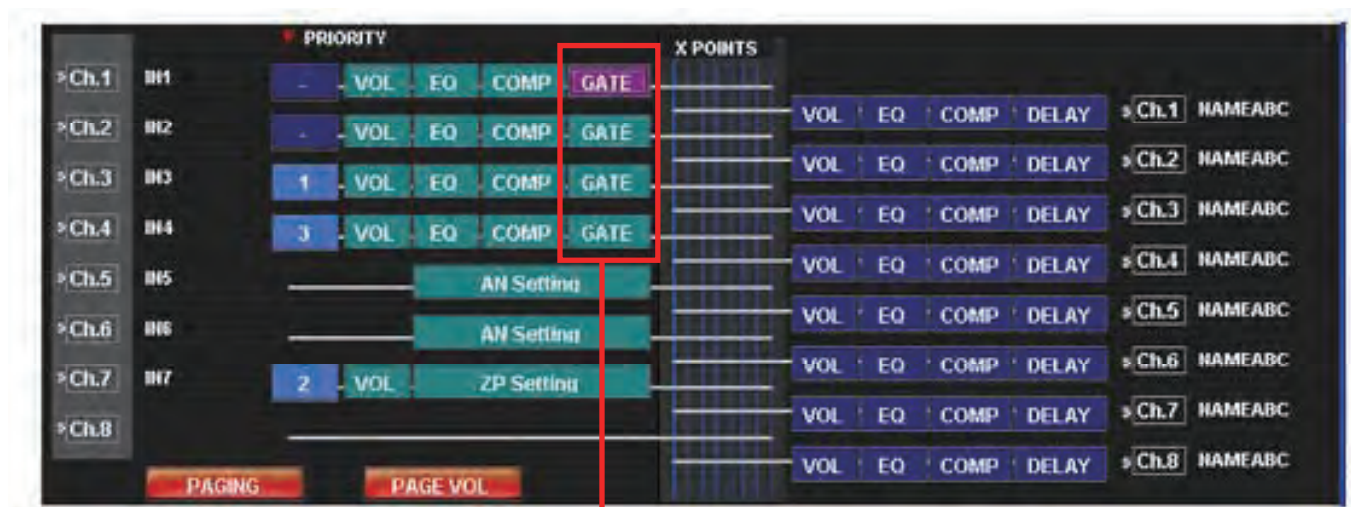 PRIORITY
X POINTS
Ch.1 IN1 - VOL EQ COMP GATE
VOL EQ COMP DELAY Ch.1 NAMEABC
Ch.2 IN2 - VOL EQ COMP GATE
VOL EQ COMP DELAY Ch.2 NAMEABC
Ch.3 IN3 1 VOL EQ COMP GATE
VOL EQ COMP DELAY Ch.3 NAMEABC
Ch.4 IN4 3 VOL EQ COMP GATE
VOL EQ COMP DELAY Ch.4 NAMEABC
Ch.5 IN5 AN Setting
VOL EQ COMP DELAY Ch.5 NAMEABC
Ch.6 IN6 AN Setting
VOL EQ COMP DELAY Ch.6 NAMEABC
Ch.7 IN7 2 VOL ZP Setting
VOL EQ COMP DELAY Ch.7 NAMEABC
Ch.8
VOL EQ COMP DELAY Ch.8 NAMEABC
PAGING PAGE VOL